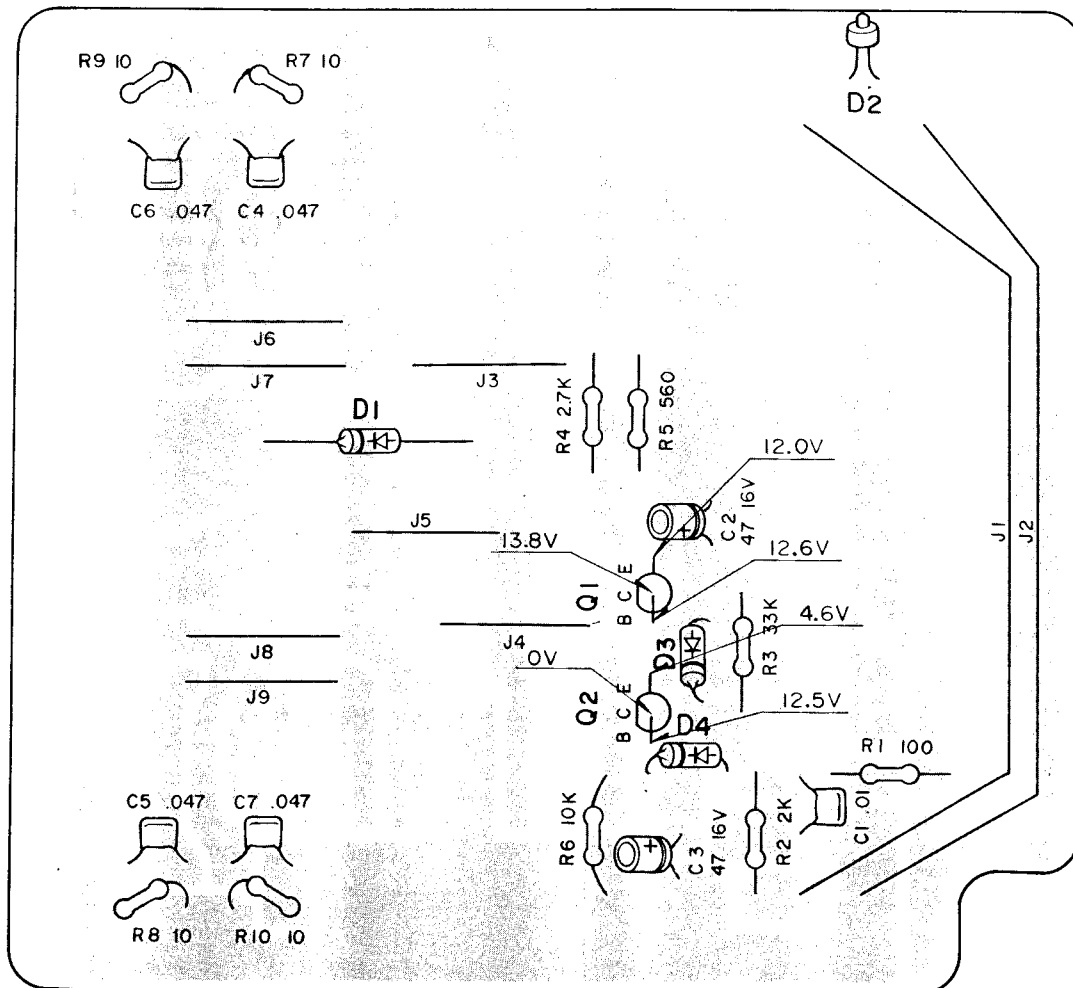 R9 10
R7 10
D2
C6 .047
C4 .047
J6
J7
J3
D1
R4 2.7K
R5 560
12.0V
C2
47 16V
J5
13.8V
12.6V
J1
J2
Q1
B C E
4.6V
J4
J8
D3
R3 33K
0V
J9
Q2
B C E
D4
12.5V
R1 100
C5 .047
C7 .047
R6 10K
C3
47 16V
R2 2K
C1 .01
R8 10
R10 10